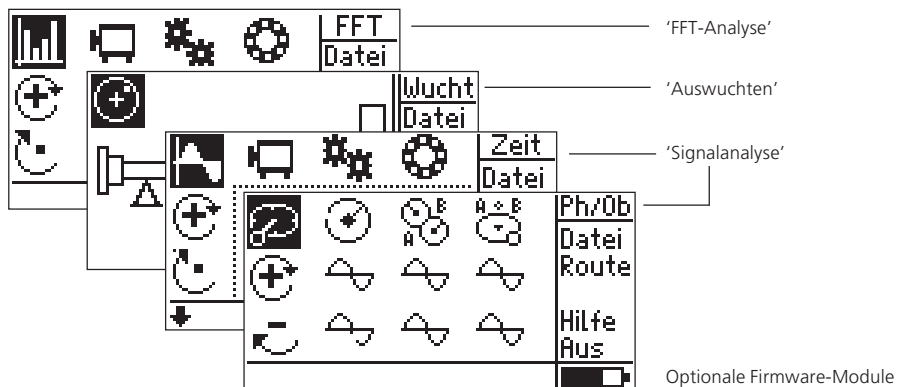 FFT
Datei
'FFT-Analyse'
Wucht
Datei
'Auswuchten'
Zeit
Datei
'Signalanalyse'
Ph/Ob
B
A
A B
Datei
Route
Hilfe
Aus
Optionale Firmware-Module